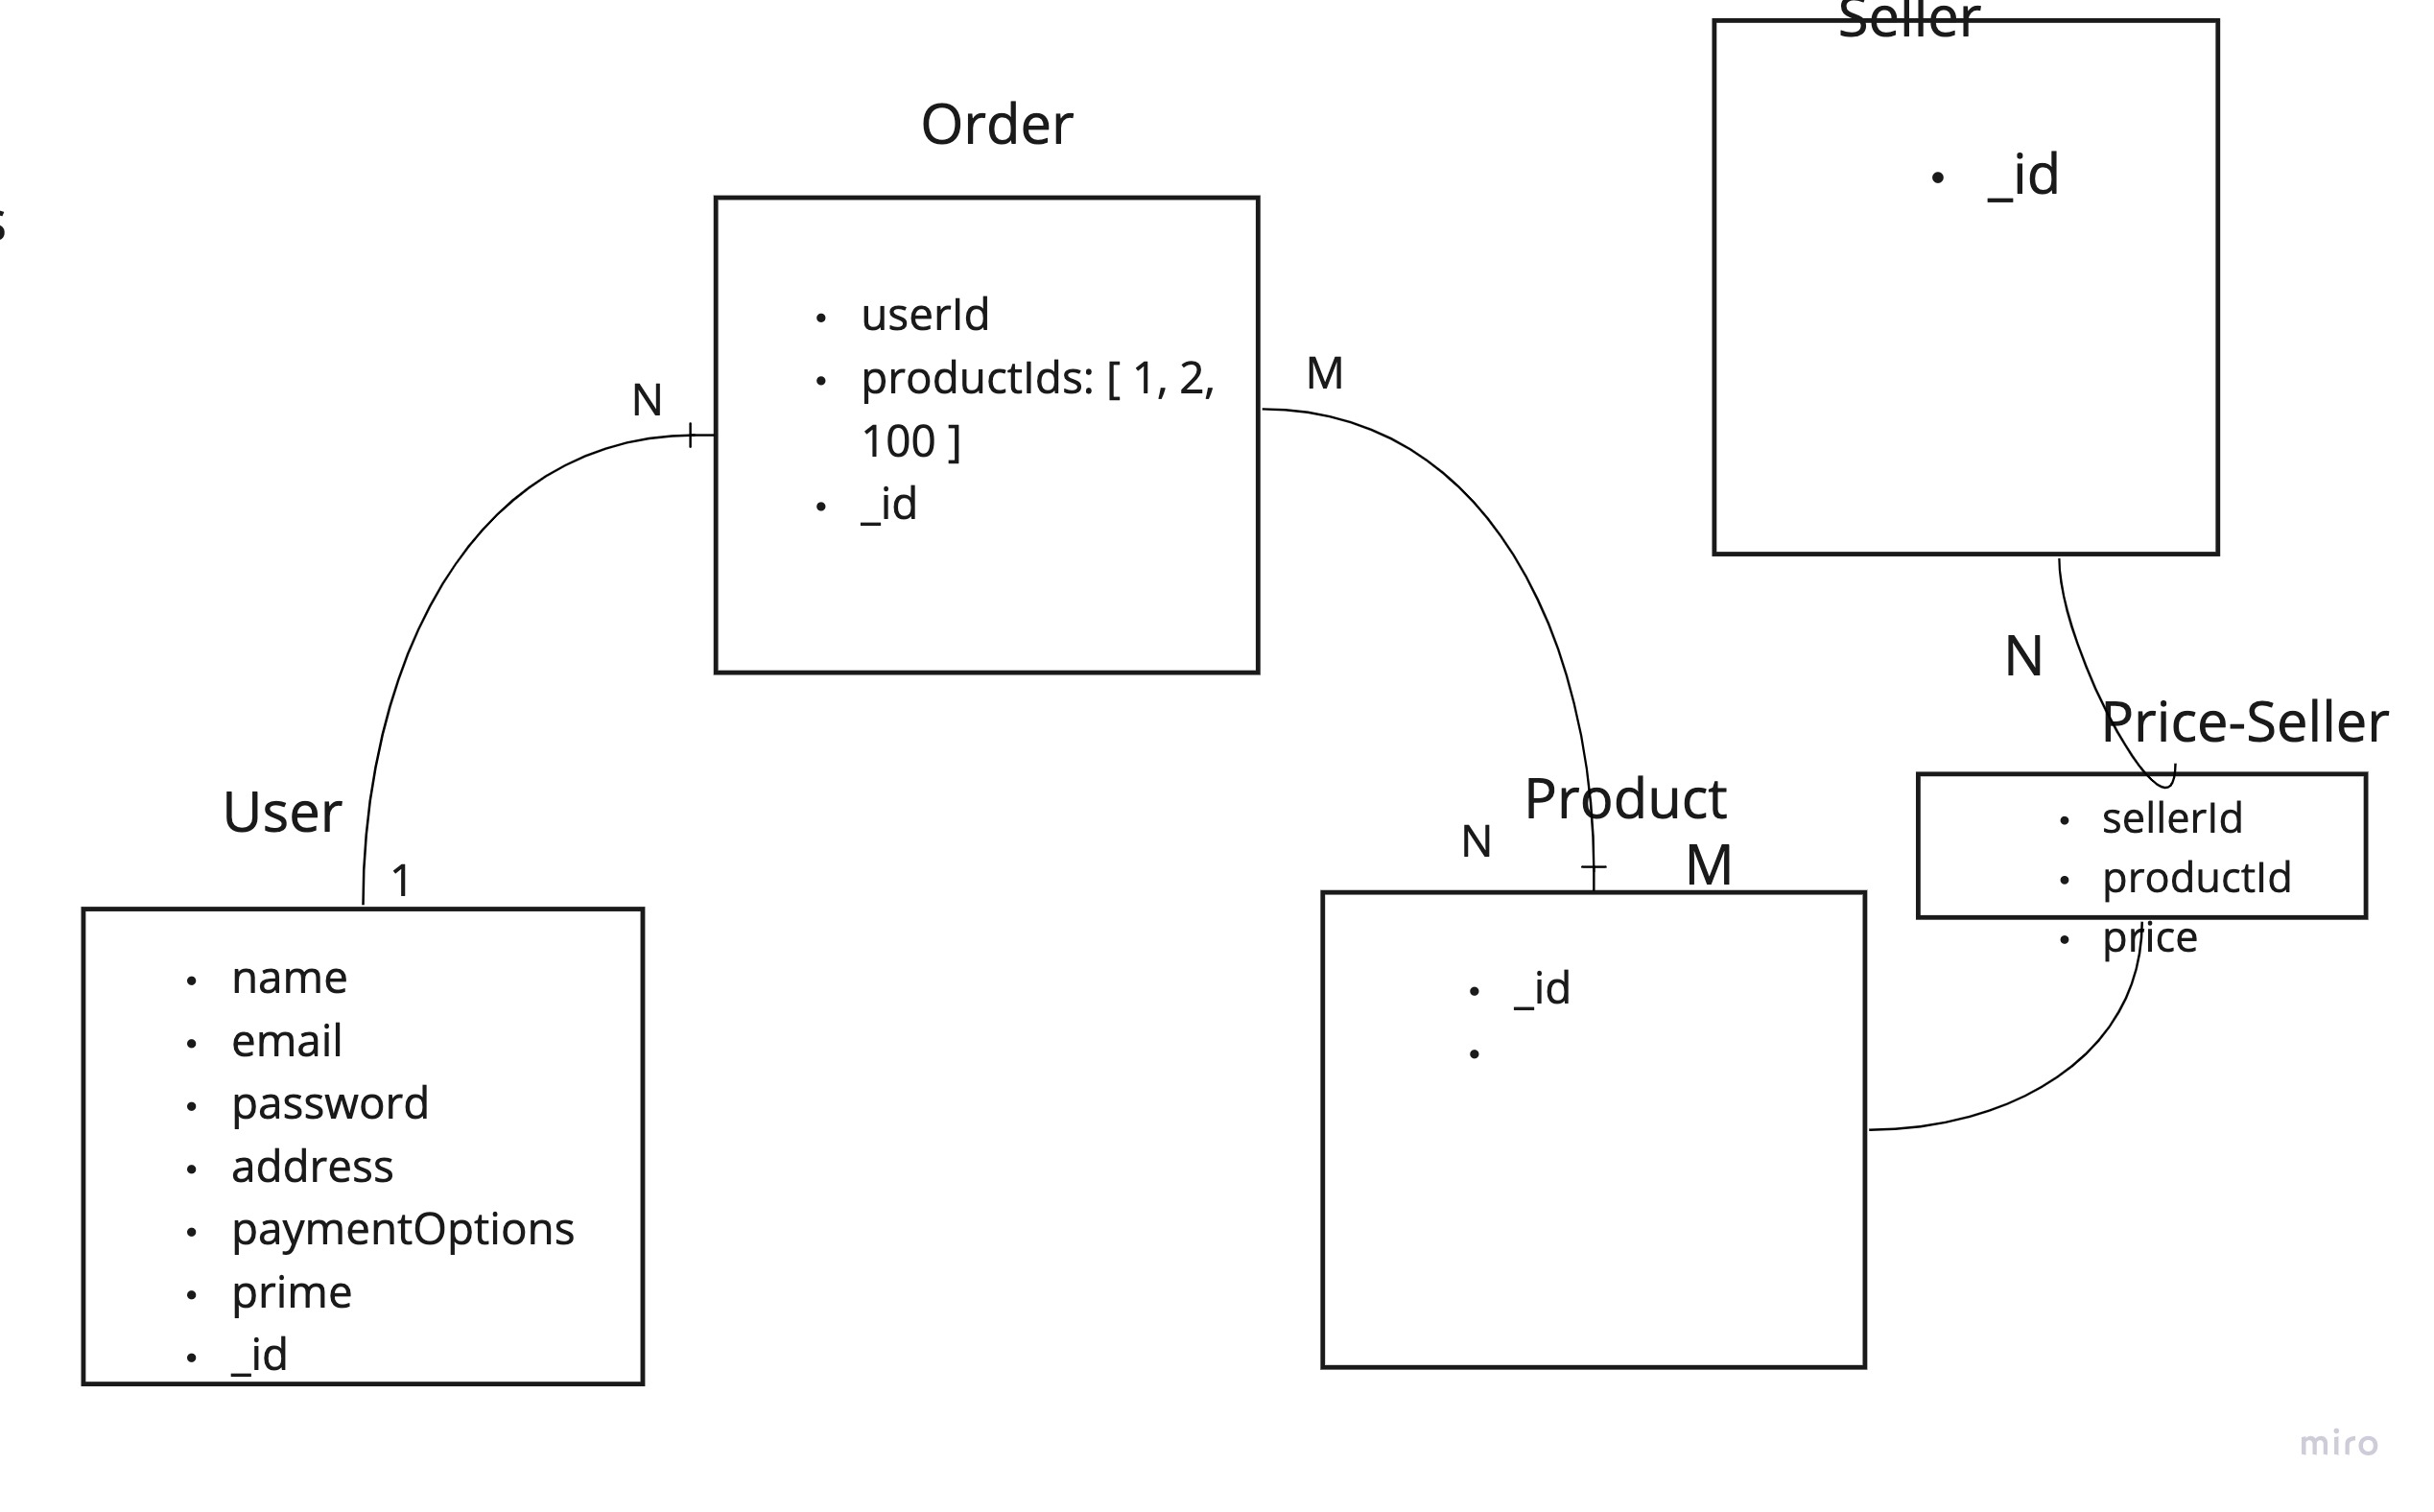 Seller
• _id
Order
s
• userId
• productIds: [ 1, 2,
100 ]
• _id
N
M
N
Price-Seller
• sellerId
• productId
• price
User
1
• name
• email
• password
• address
• paymentOptions
• prime
• _id
Product
N
M
• _id
•
miro